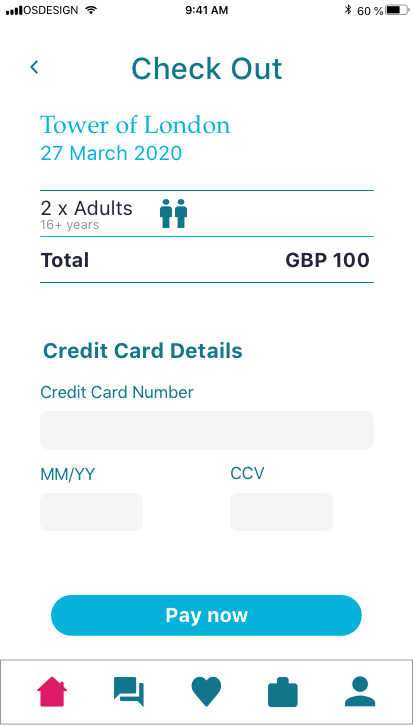 IOSDESIGN 9:41 AM 60 %
Check Out
Tower of London
27 March 2020
2 x Adults
16+ years
Total GBP 100
Credit Card Details
Credit Card Number
MM/YY CCV
Pay now